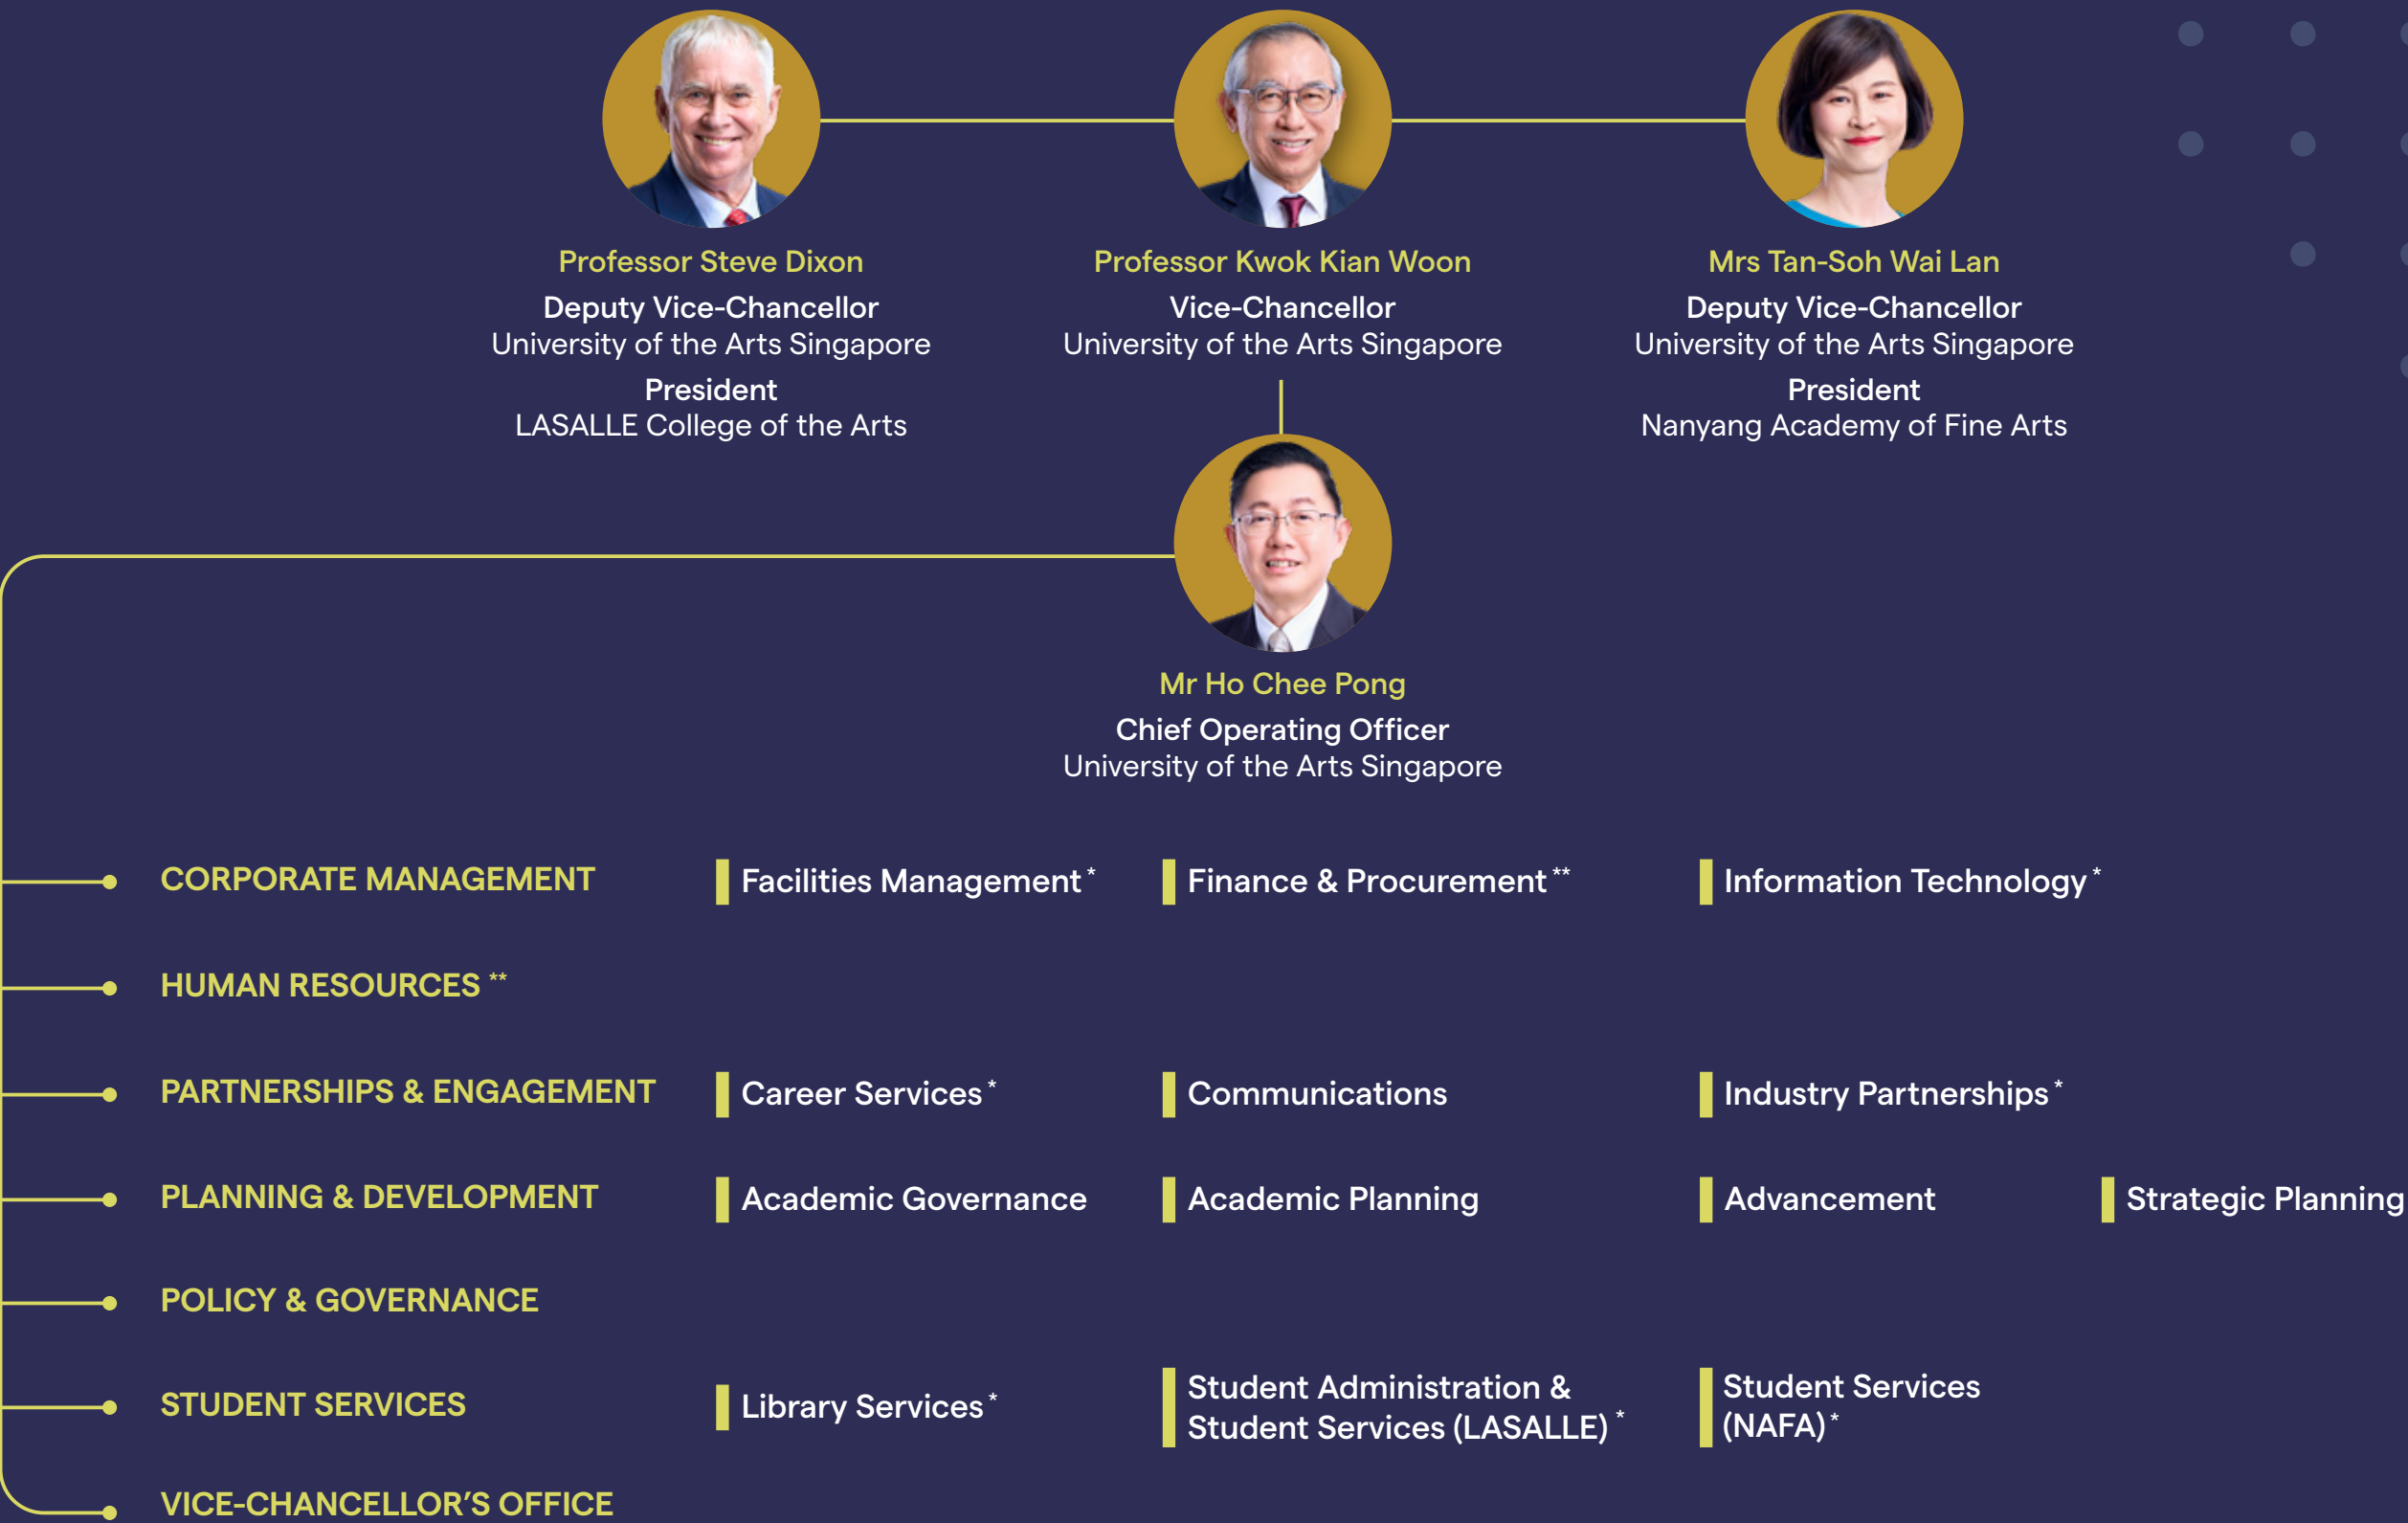 Professor Steve Dixon
Deputy Vice-Chancellor
University of the Arts Singapore
President
LASALLE College of the Arts
Professor Kwok Kian Woon
Vice-Chancellor
University of the Arts Singapore
Mrs Tan-Soh Wai Lan
Deputy Vice-Chancellor
University of the Arts Singapore
President
Nanyang Academy of Fine Arts
Mr Ho Chee Pong
Chief Operating Officer
University of the Arts Singapore
CORPORATE MANAGEMENT
Facilities Management *
Finance & Procurement **
Information Technology *
HUMAN RESOURCES **
PARTNERSHIPS & ENGAGEMENT
Career Services *
Communications
Industry Partnerships *
PLANNING & DEVELOPMENT
Academic Governance
Academic Planning
Advancement
Strategic Planning
POLICY & GOVERNANCE
STUDENT SERVICES
Library Services *
Student Administration &
Student Services (LASALLE) *
Student Services
(NAFA) *
VICE-CHANCELLOR’S OFFICE